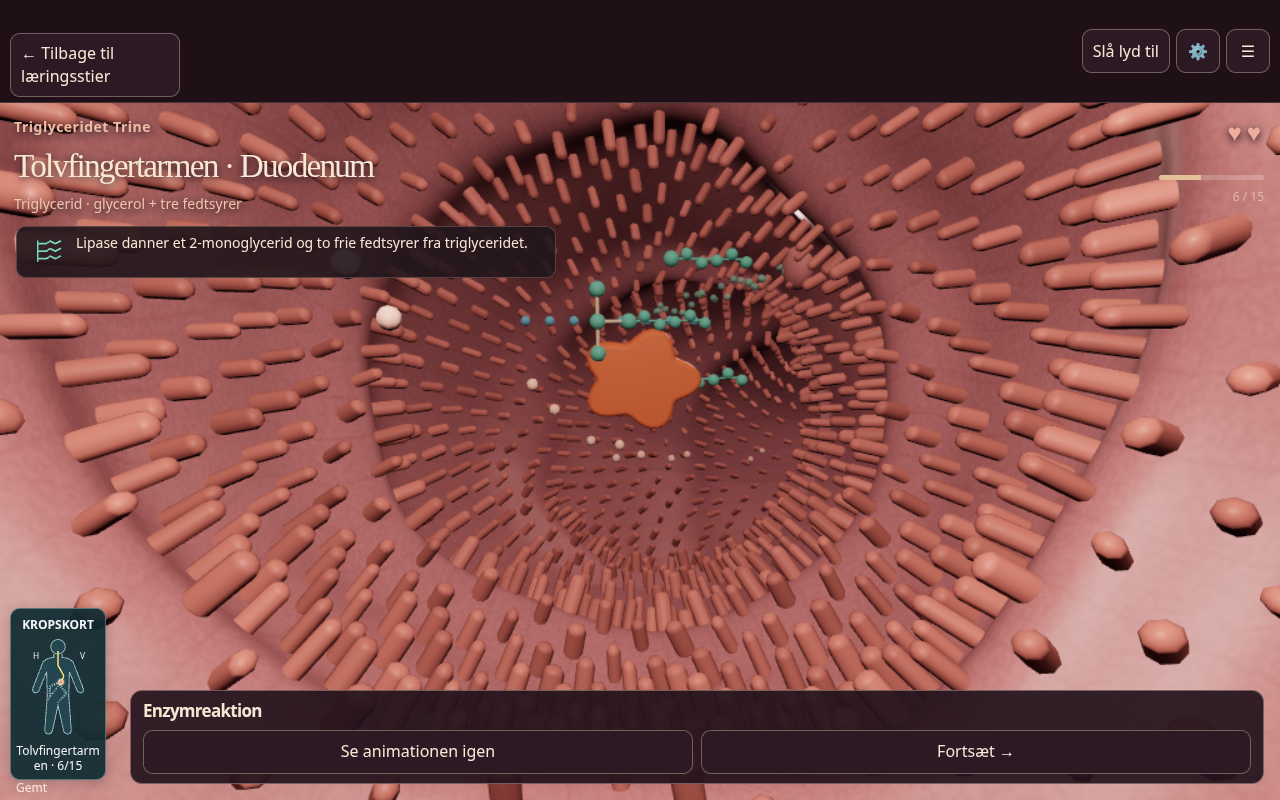 ← Tilbage til
læringsstier
Slå lyd til
Triglyceridet Trine
Tolvfingertarmen · Duodenum
Triglycerid · glycerol + tre fedtsyrer
♥ ♥
6 / 15
Lipase danner et 2-monoglycerid og to frie fedtsyrer fra triglyceridet.
KROPSKORT
H V
Tolvfingertarm
en · 6/15
Gemt
Enzymreaktion
Se animationen igen
Fortsæt →